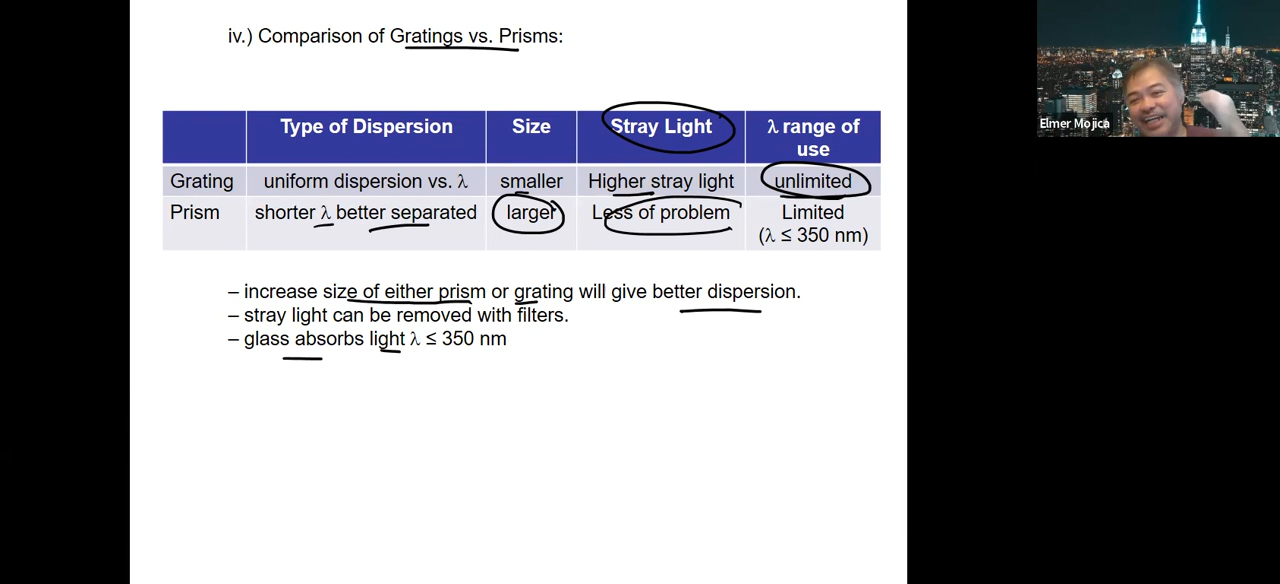 iv.) Comparison of Gratings vs. Prisms:
Type of Dispersion Size Stray Light λ range of use
Grating uniform dispersion vs. λ smaller Higher stray light unlimited
Prism shorter λ better separated larger Less of problem Limited
(λ ≤ 350 nm)
– increase size of either prism or grating will give better dispersion.
– stray light can be removed with filters.
– glass absorbs light λ ≤ 350 nm
Elmer Mojica